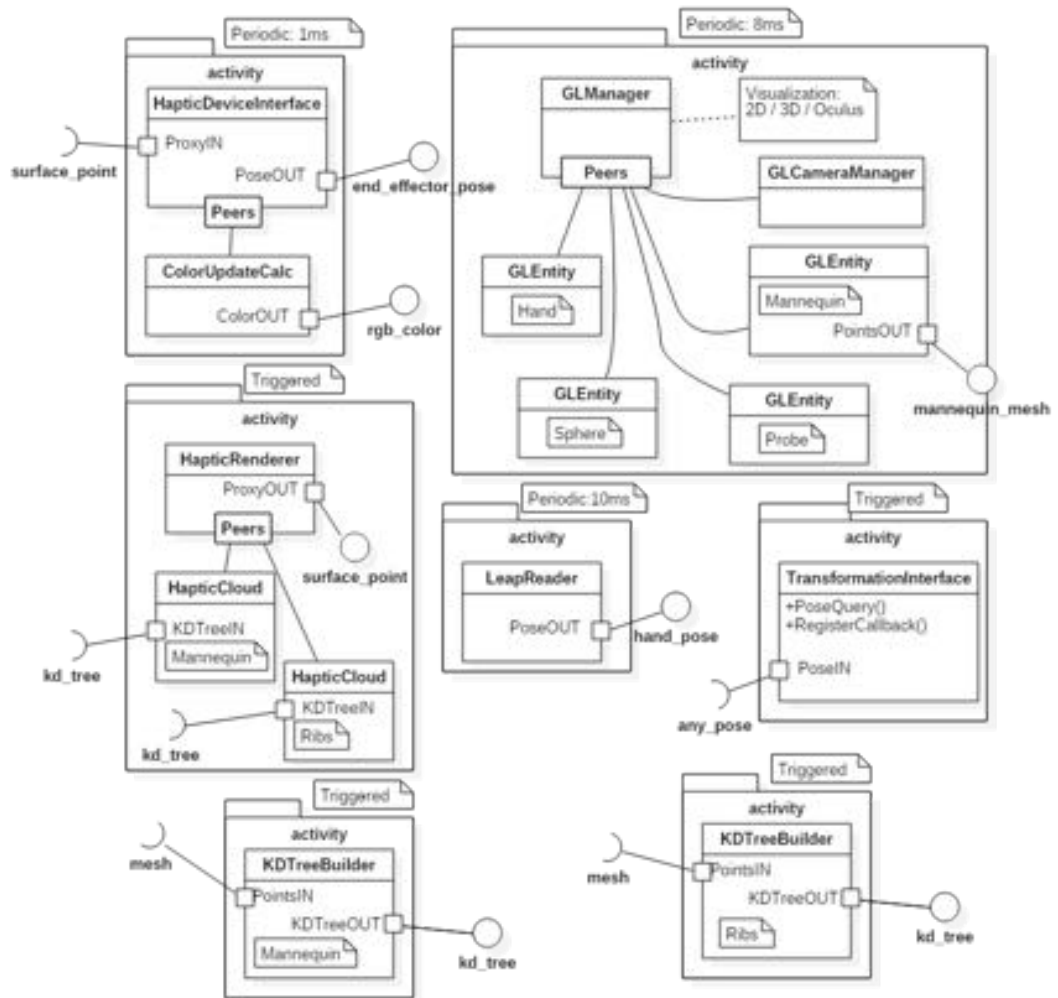 Periodic: 1ms
activity
HapticDeviceInterface
ProxyIN
surface_point
PoseOUT
end_effector_pose
Peers
ColorUpdateCalc
ColorOUT
rgb_color
Periodic: 8ms
activity
GLManager
Visualization:
2D / 3D / Oculus
Peers
GLCameraManager
GLEntity
Hand
GLEntity
Mannequin
PointsOUT
mannequin_mesh
GLEntity
Sphere
GLEntity
Probe
Triggered
activity
HapticRenderer
ProxyOUT
Peers
surface_point
HapticCloud
KDTreeIN
Mannequin
kd_tree
HapticCloud
KDTreeIN
Ribs
kd_tree
Periodic:10ms
activity
LeapReader
PoseOUT
hand_pose
Triggered
activity
TransformationInterface
+PoseQuery()
+RegisterCallback()
PoseIN
any_pose
Triggered
activity
KDTreeBuilder
mesh
PointsIN
KDTreeOUT
Mannequin
kd_tree
Triggered
activity
KDTreeBuilder
mesh
PointsIN
KDTreeOUT
Ribs
kd_tree